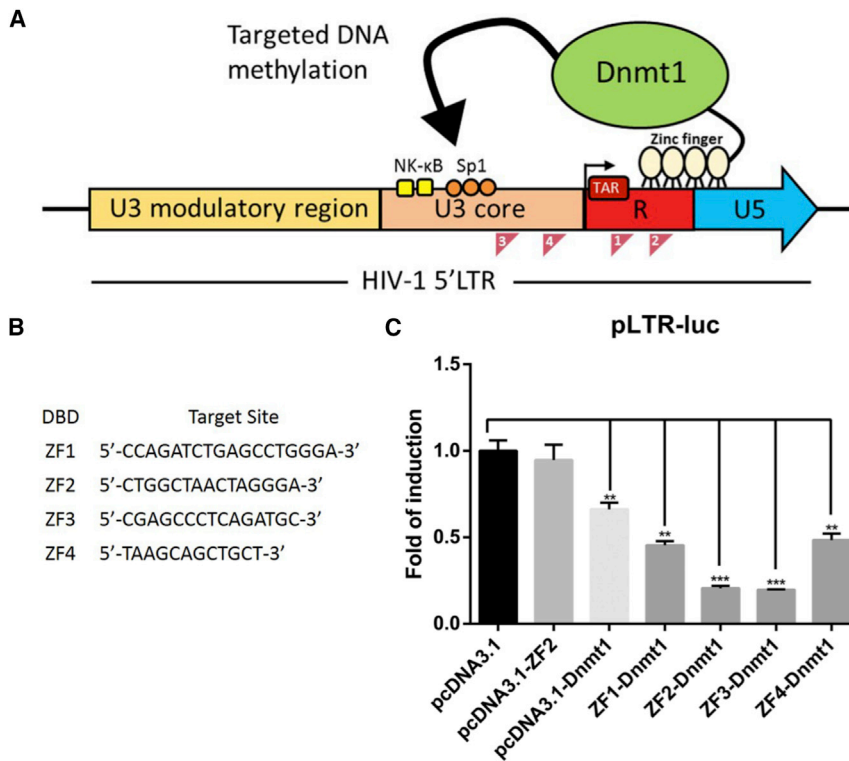 A
Targeted DNA
methylation
Dnmt1
Zinc finger
NK-κB Sp1
TAR
U3 modulatory region U3 core R U5
3 4 1 2
HIV-1 5'LTR
B
DBD Target Site
ZF1 5'-CCAGATCTGAGCCTGGGA-3'
ZF2 5'-CTGGCTAACTAGGGA-3'
ZF3 5'-CGAGCCCTCAGATGC-3'
ZF4 5'-TAAGCAGCTGCT-3'
C
pLTR-luc
Fold of induction
1.5
1.0
0.5
0.0
** ** *** *** **
pcDNA3.1
pcDNA3.1-ZF2
pcDNA3.1-Dnmt1
ZF1-Dnmt1
ZF2-Dnmt1
ZF3-Dnmt1
ZF4-Dnmt1